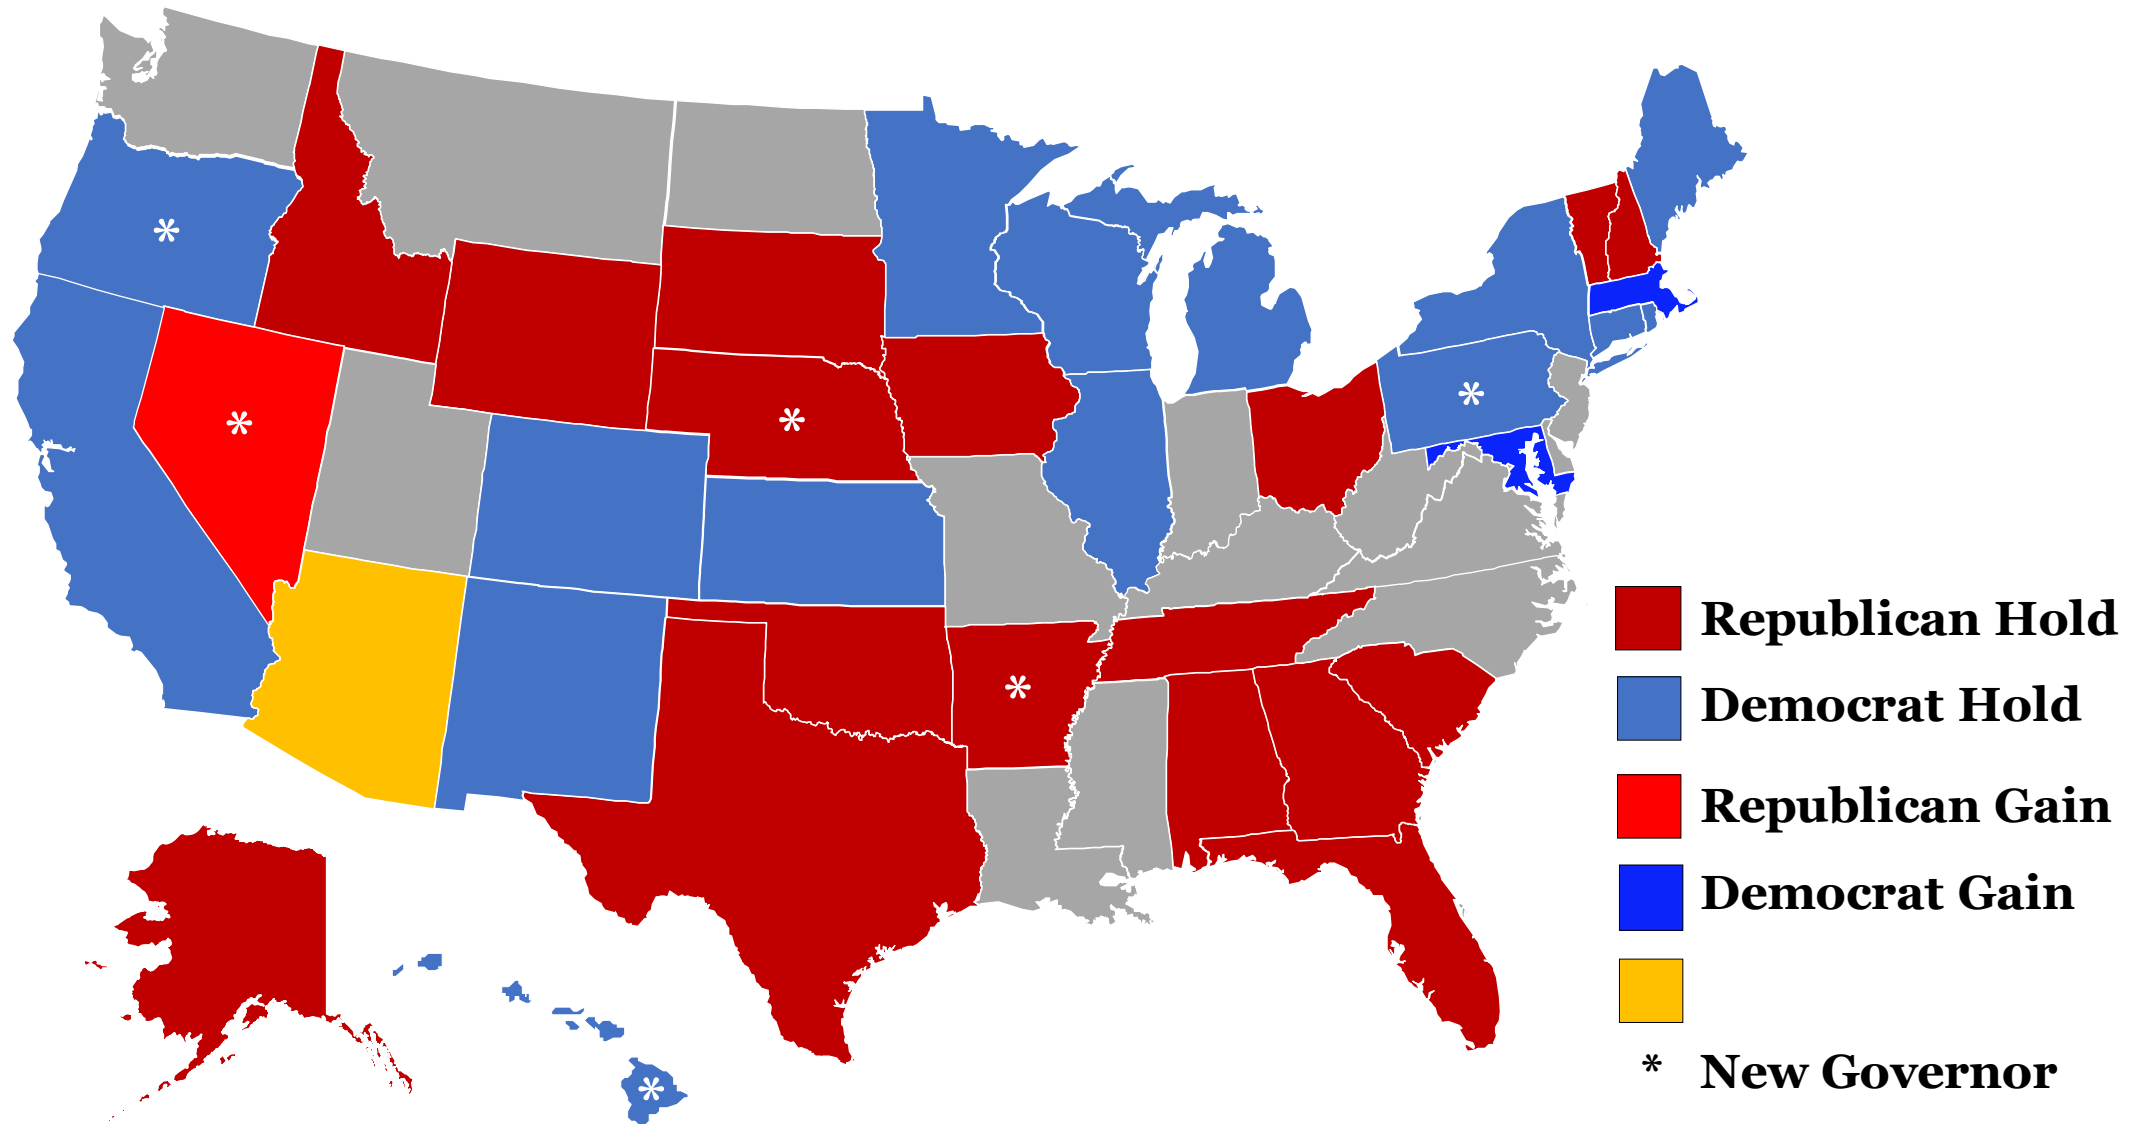 *
*
*
*
*
*
Republican Hold
Democrat Hold
Republican Gain
Democrat Gain
* New Governor